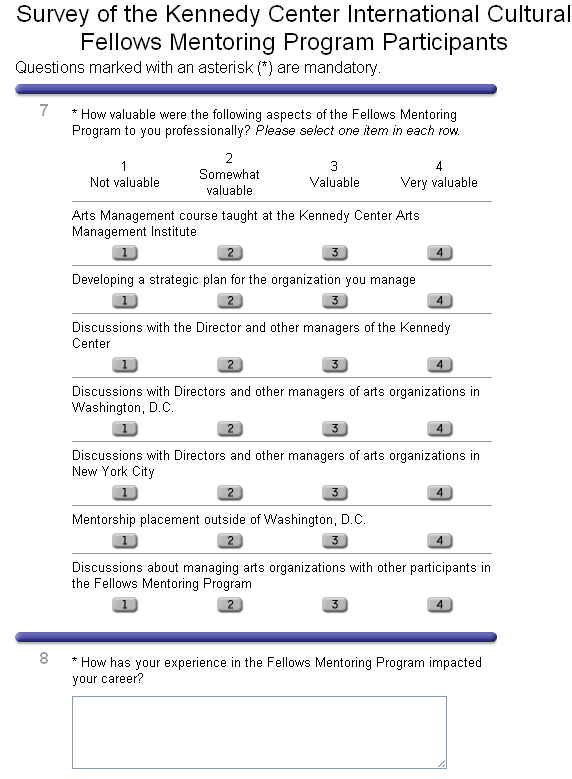 Survey of the Kennedy Center International Cultural
Fellows Mentoring Program Participants
Questions marked with an asterisk (*) are mandatory.
7
* How valuable were the following aspects of the Fellows Mentoring
Program to you professionally? Please select one item in each row.
1 2 3 4
Not valuable Somewhat valuable Valuable Very valuable
Arts Management course taught at the Kennedy Center Arts
Management Institute
1 2 3 4
Developing a strategic plan for the organization you manage
1 2 3 4
Discussions with the Director and other managers of the Kennedy
Center
1 2 3 4
Discussions with Directors and other managers of arts organizations in
Washington, D.C.
1 2 3 4
Discussions with Directors and other managers of arts organizations in
New York City
1 2 3 4
Mentorship placement outside of Washington, D.C.
1 2 3 4
Discussions about managing arts organizations with other participants in
the Fellows Mentoring Program
1 2 3 4
8
* How has your experience in the Fellows Mentoring Program impacted
your career?